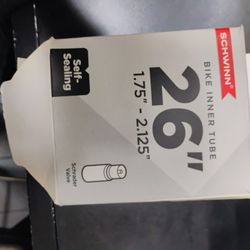 SCHWINN
BIKE INNER TUBE
26"
1.75" - 2.125"
Self-
Sealing
Schrader
Valve